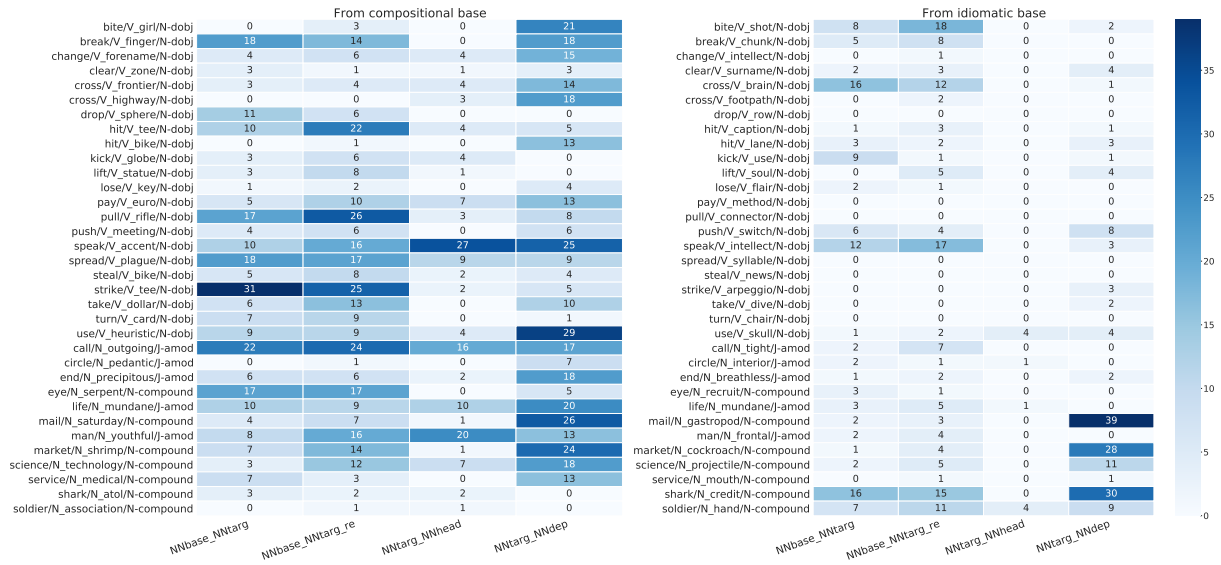 From compositional base
bite/V_girl/N-dobj 0 3 0 21
break/V_finger/N-dobj 18 14 0 18
change/V_forename/N-dobj 4 6 4 15
clear/V_zone/N-dobj 3 1 1 3
cross/V_frontier/N-dobj 3 4 4 14
cross/V_highway/N-dobj 0 0 3 18
drop/V_sphere/N-dobj 11 6 0 0
hit/V_tee/N-dobj 10 22 4 5
hit/V_bike/N-dobj 0 1 0 13
kick/V_globe/N-dobj 3 6 4 0
lift/V_statue/N-dobj 3 8 1 0
lose/V_key/N-dobj 1 2 0 4
pay/V_euro/N-dobj 5 10 7 13
pull/V_rifle/N-dobj 17 26 3 8
push/V_meeting/N-dobj 4 6 0 6
speak/V_accent/N-dobj 10 16 27 25
spread/V_plague/N-dobj 18 17 9 9
steal/V_bike/N-dobj 5 8 2 4
strike/V_tee/N-dobj 31 25 2 5
take/V_dollar/N-dobj 6 13 0 10
turn/V_card/N-dobj 7 9 0 1
use/V_heuristic/N-dobj 9 9 4 29
call/N_outgoing/J-amod 22 24 16 17
circle/N_pedantic/J-amod 0 1 0 7
end/N_precipitous/J-amod 6 6 2 18
eye/N_serpent/N-compound 17 17 0 5
life/N_mundane/J-amod 10 9 10 20
mail/N_saturday/N-compound 4 7 1 26
man/N_youthful/J-amod 8 16 20 13
market/N_shrimp/N-compound 7 14 1 24
science/N_technology/N-compound 3 12 7 18
service/N_medical/N-compound 7 3 0 13
shark/N_atol/N-compound 3 2 2 0
soldier/N_association/N-compound 0 1 1 0
NNbase_NNtarg NNbase_NNtarg_re NNtarg_NNhead NNtarg_NNdep
From idiomatic base
bite/V_shot/N-dobj 8 18 0 2
break/V_chunk/N-dobj 5 8 0 0
change/V_intellect/N-dobj 0 1 0 0
clear/V_surname/N-dobj 2 3 0 4
cross/V_brain/N-dobj 16 12 0 1
cross/V_footpath/N-dobj 0 2 0 0
drop/V_row/N-dobj 0 0 0 0
hit/V_caption/N-dobj 1 3 0 1
hit/V_lane/N-dobj 3 2 0 3
kick/V_use/N-dobj 9 1 0 1
lift/V_soul/N-dobj 0 5 0 4
lose/V_flair/N-dobj 2 1 0 0
pay/V_method/N-dobj 0 0 0 0
pull/V_connector/N-dobj 0 0 0 0
push/V_switch/N-dobj 6 4 0 8
speak/V_intellect/N-dobj 12 17 0 3
spread/V_syllable/N-dobj 0 0 0 0
steal/V_news/N-dobj 0 0 0 0
strike/V_arpeggio/N-dobj 0 0 0 3
take/V_dive/N-dobj 0 0 0 2
turn/V_chair/N-dobj 0 0 0 0
use/V_skull/N-dobj 1 2 4 4
call/N_tight/J-amod 2 7 0 0
circle/N_interior/J-amod 2 1 1 0
end/N_breathless/J-amod 1 2 0 2
eye/N_recruit/N-compound 3 1 0 0
life/N_mundane/J-amod 3 5 1 0
mail/N_gastropod/N-compound 2 3 0 39
man/N_frontal/J-amod 2 4 0 0
market/N_cockroach/N-compound 1 4 0 28
science/N_projectile/N-compound 2 5 0 11
service/N_mouth/N-compound 0 1 0 1
shark/N_credit/N-compound 16 15 0 30
soldier/N_hand/N-compound 7 11 4 9
NNbase_NNtarg NNbase_NNtarg_re NNtarg_NNhead NNtarg_NNdep
35
30
25
20
15
10
5
0